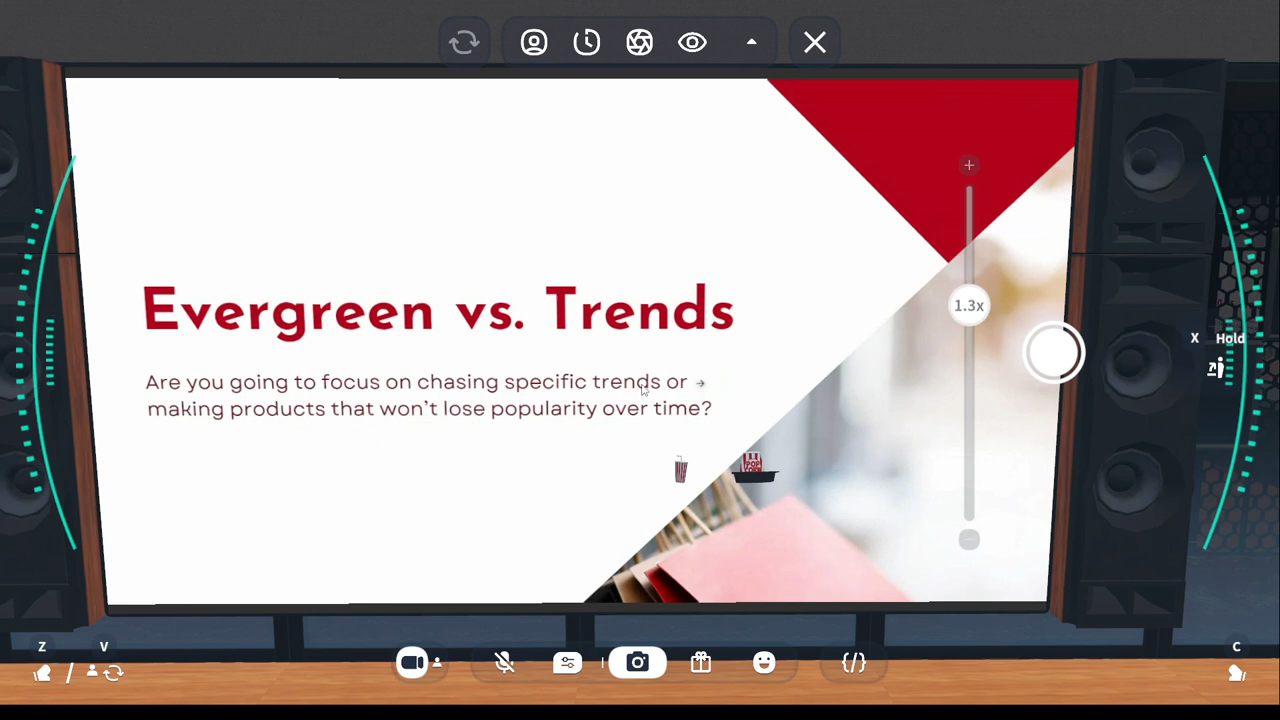 Evergreen vs. Trends
Are you going to focus on chasing specific trends or →
making products that won't lose popularity over time?
+
1.3x
X Hold
POP
Z
V
C